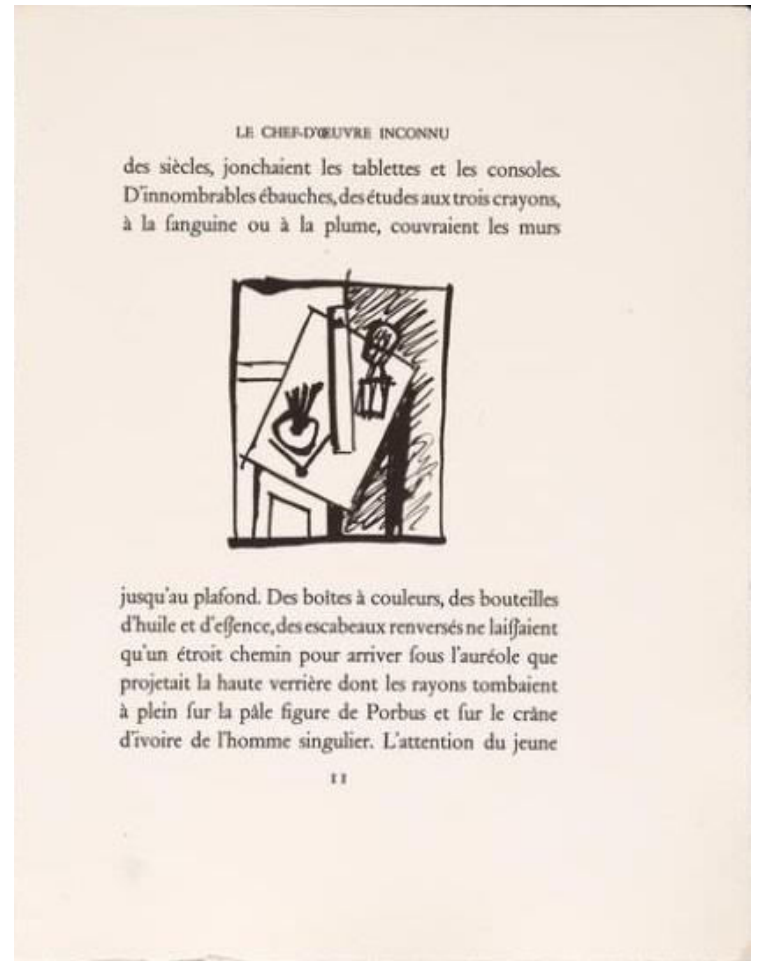 LE CHEF-D'ŒUVRE INCONNU
des siècles, jonchaient les tablettes et les consoles.
D'innombrables ébauches, des études aux trois crayons,
à la ſanguine ou à la plume, couvraient les murs
jusqu'au plafond. Des boîtes à couleurs, des bouteilles
d'huile et d'eſſence, des escabeaux renversés ne laiſſaient
qu'un étroit chemin pour arriver ſous l'auréole que
projetait la haute verrière dont les rayons tombaient
à plein ſur la pâle figure de Porbus et ſur le crâne
d'ivoire de l'homme singulier. L'attention du jeune
11